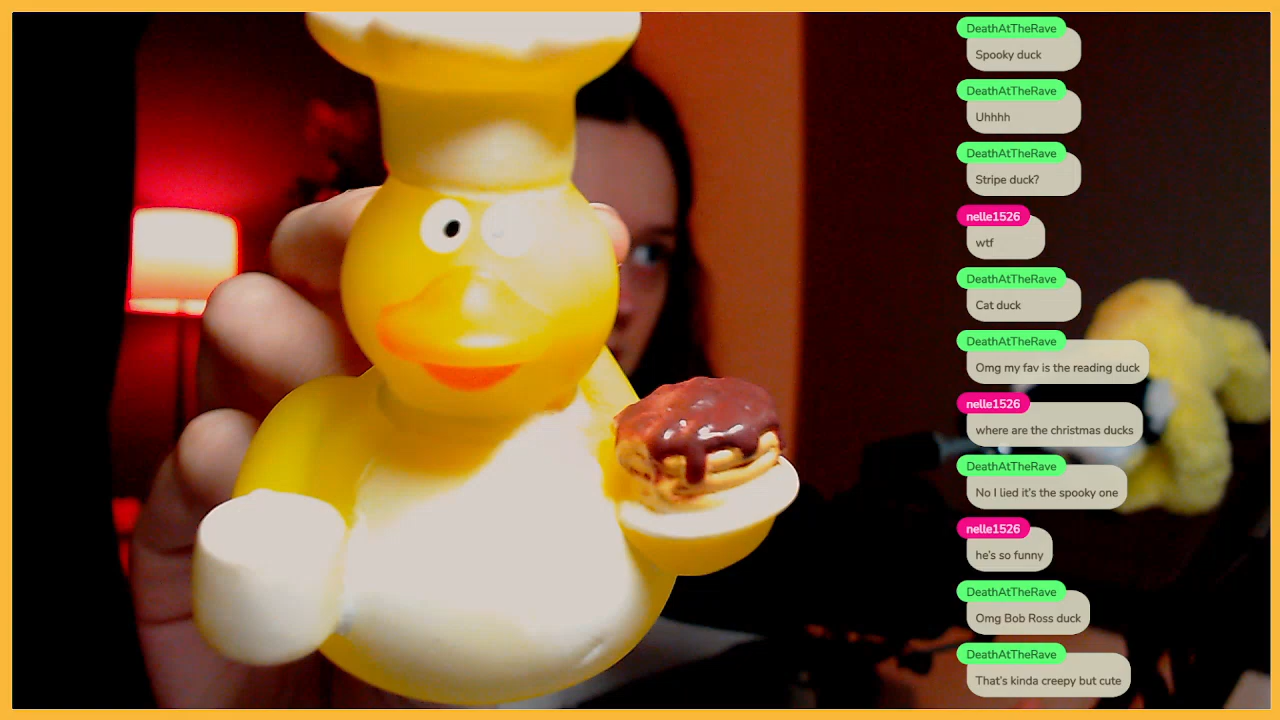 DeathAtTheRave
Spooky duck
DeathAtTheRave
Uhhhh
DeathAtTheRave
Stripe duck?
nelle1526
wtf
DeathAtTheRave
Cat duck
DeathAtTheRave
Omg my fav is the reading duck
nelle1526
where are the christmas ducks
DeathAtTheRave
No I lied it's the spooky one
nelle1526
he's so funny
DeathAtTheRave
Omg Bob Ross duck
DeathAtTheRave
That's kinda creepy but cute